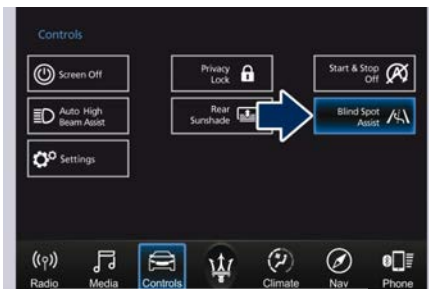 Controls
Screen Off
Privacy
Lock
Start & Stop
Off
Auto High
Beam Assist
Rear
Sunshade
Blind Spot
Assist
Settings
Radio
Media
Controls
Climate
Nav
Phone